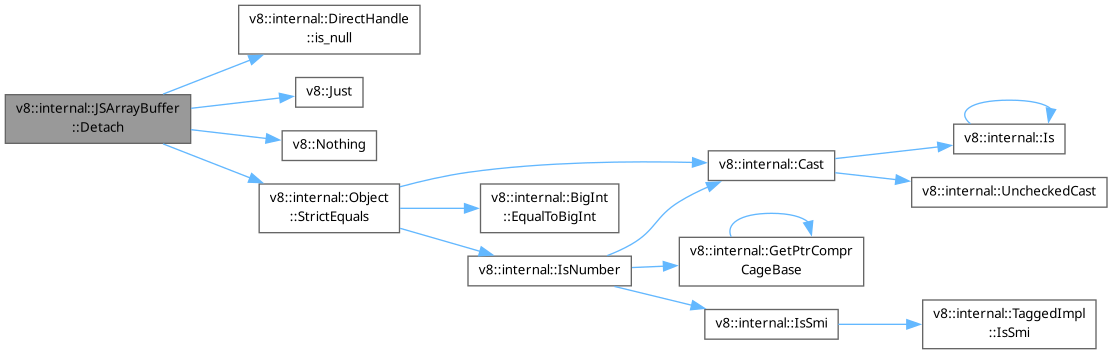 v8::internal::DirectHandle
::is_null
v8::internal::JSArrayBuffer
::Detach
v8::Just
v8::Nothing
v8::internal::Object
::StrictEquals
v8::internal::BigInt
::EqualToBigInt
v8::internal::IsNumber
v8::internal::Cast
v8::internal::GetPtrCompr
CageBase
v8::internal::IsSmi
v8::internal::Is
v8::internal::UncheckedCast
v8::internal::TaggedImpl
::IsSmi